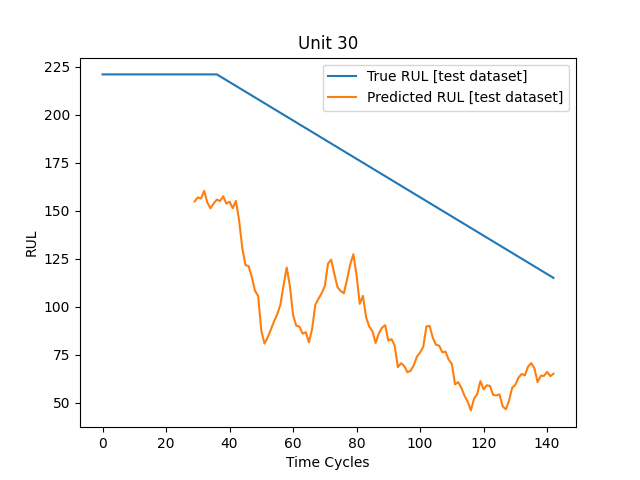 Unit 30
True RUL [test dataset]
Predicted RUL [test dataset]
RUL
225
200
175
150
125
100
75
50
0 20 40 60 80 100 120 140
Time Cycles